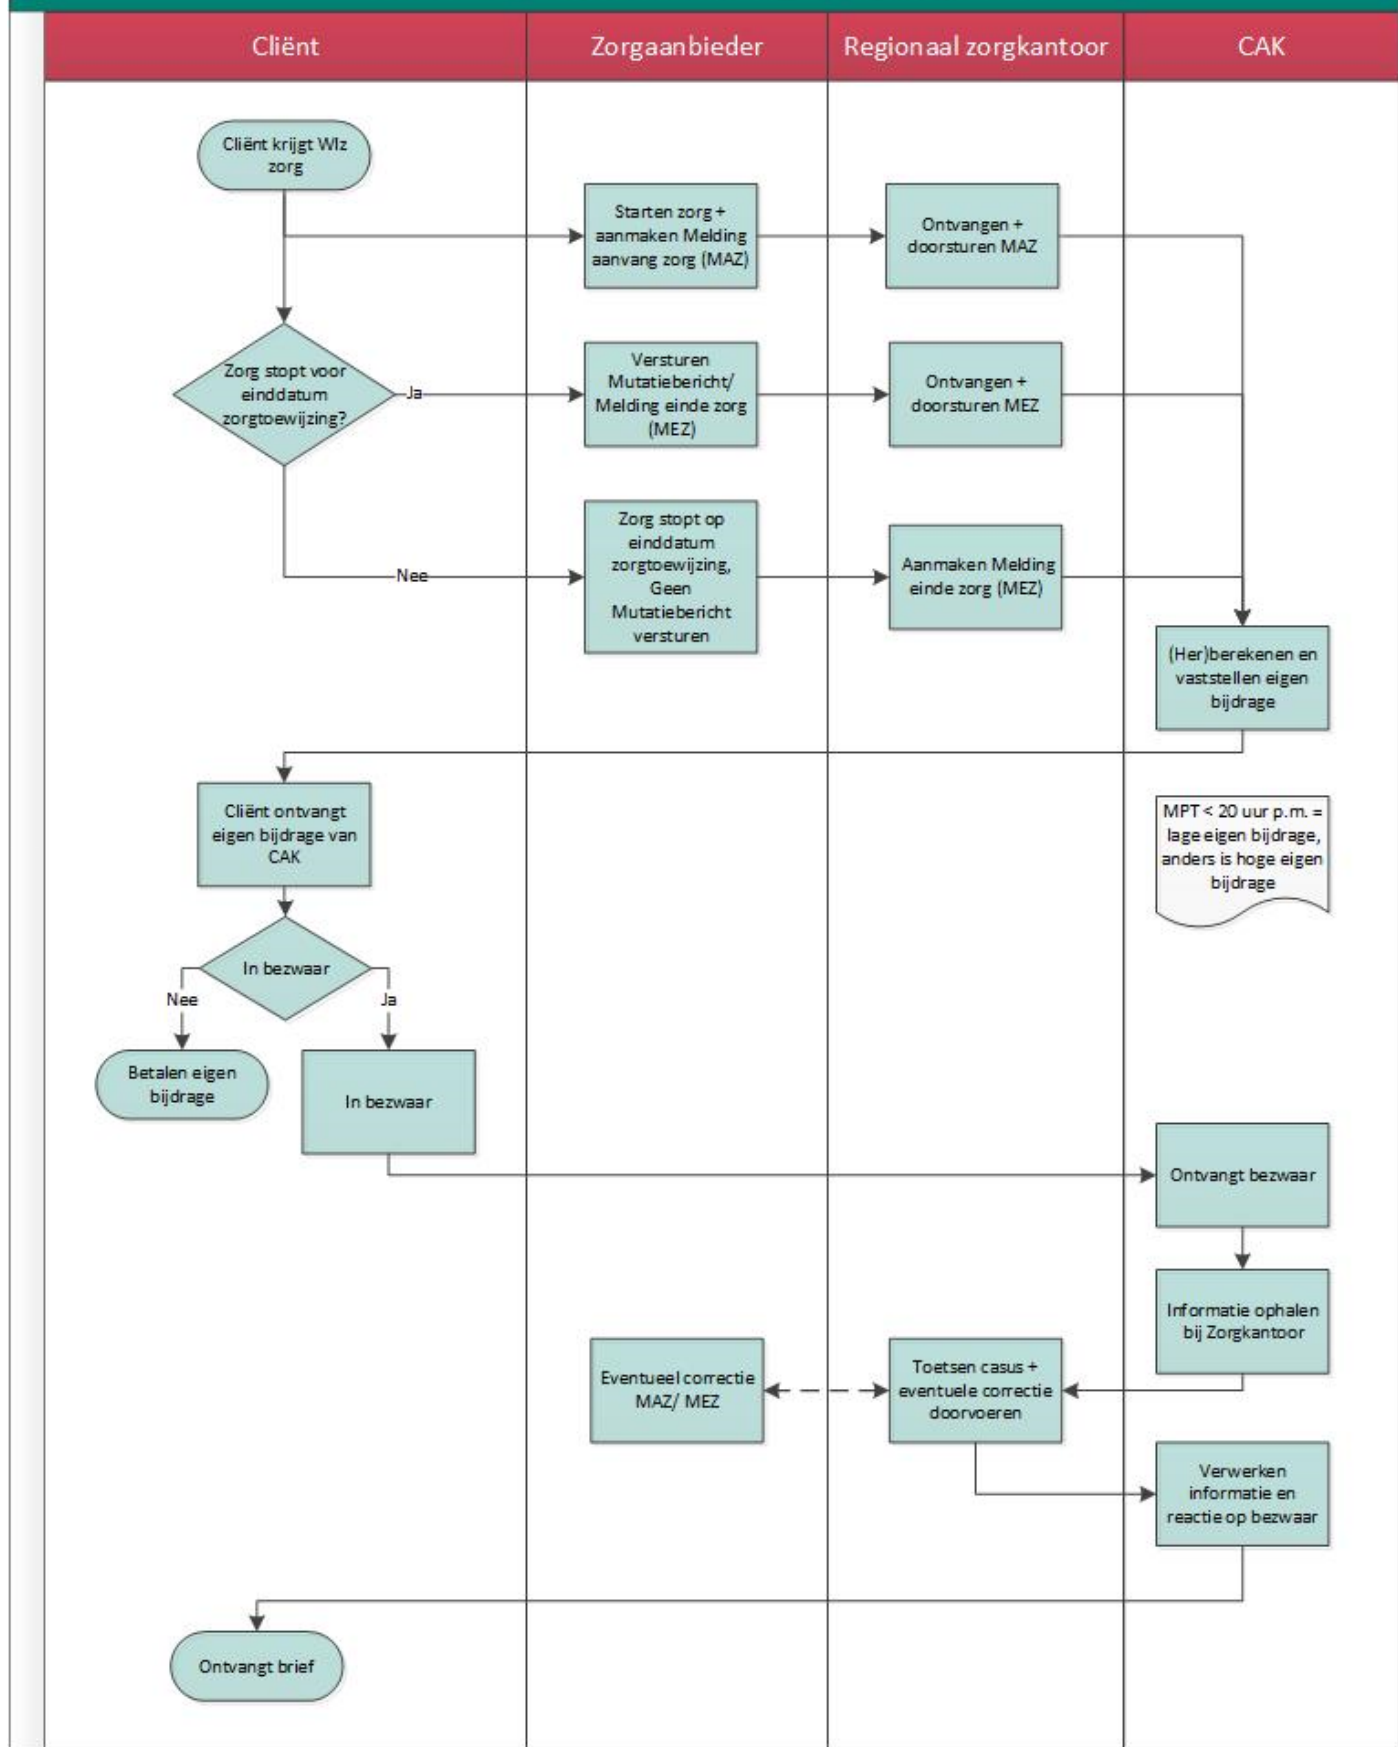 Cliënt
Zorgaanbieder
Regionaal zorgkantoor
CAK
Cliënt krijgt Wlz
zorg
Starten zorg +
aanmaken Melding
aanvang zorg (MAZ)
Ontvangen +
doorsturen MAZ
Zorg stopt voor
einddatum
zorgtoewijzing?
Ja
Versturen
Mutatiebericht/
Melding einde zorg
(MEZ)
Ontvangen +
doorsturen MEZ
Nee
Zorg stopt op
einddatum
zorgtoewijzing,
Geen
Mutatiebericht
versturen
Aanmaken Melding
einde zorg (MEZ)
(Her)berekenen en
vaststellen eigen
bijdrage
Cliënt ontvangt
eigen bijdrage van
CAK
MPT < 20 uur p.m. =
lage eigen bijdrage,
anders is hoge eigen
bijdrage
In bezwaar
Nee
Ja
Betalen eigen
bijdrage
In bezwaar
Ontvangt bezwaar
Informatie ophalen
bij Zorgkantoor
Eventueel correctie
MAZ/ MEZ
Toetsen casus +
eventuele correctie
doorvoeren
Verwerken
informatie en
reactie op bezwaar
Ontvangt brief